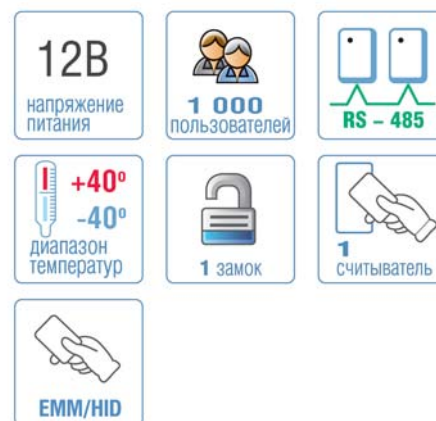 12В
напряжение
питания
1 000
пользователей
RS – 485
+40º
-40º
диапазон
температур
1 замок
1
считыватель
EMM/HID